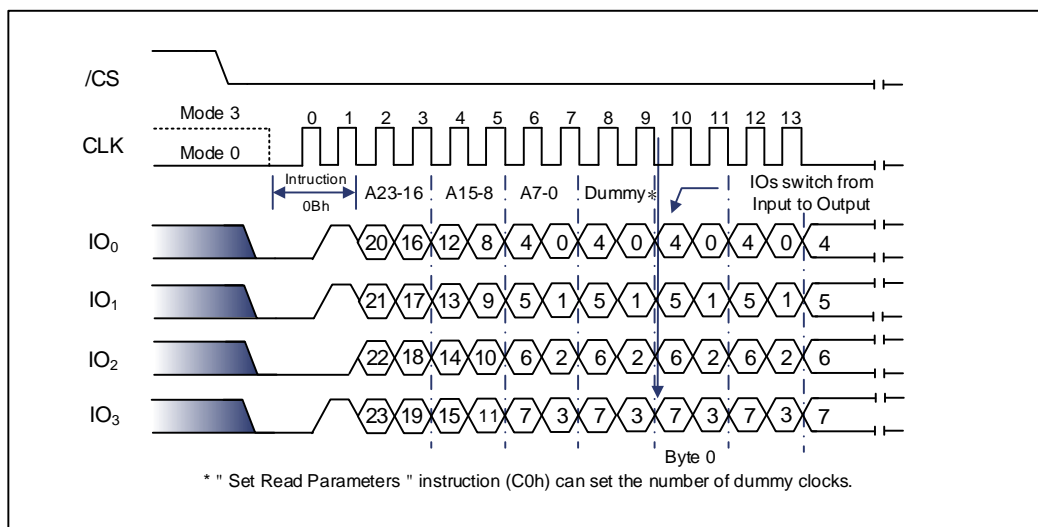 /CS
Mode 3 0 1 2 3 4 5 6 7 8 9 10 11 12 13
CLK
Mode 0
Intruction A23-16 A15-8 A7-0 Dummy* IOs switch from
0Bh Input to Output
IO0 20 16 12 8 4 0 4 0 4 0 4 0 4
IO1 21 17 13 9 5 1 5 1 5 1 5 1 5
IO2 22 18 14 10 6 2 6 2 6 2 6 2 6
IO3 23 19 15 11 7 3 7 3 7 3 7 3 7
Byte 0
* " Set Read Parameters " instruction (C0h) can set the number of dummy clocks.